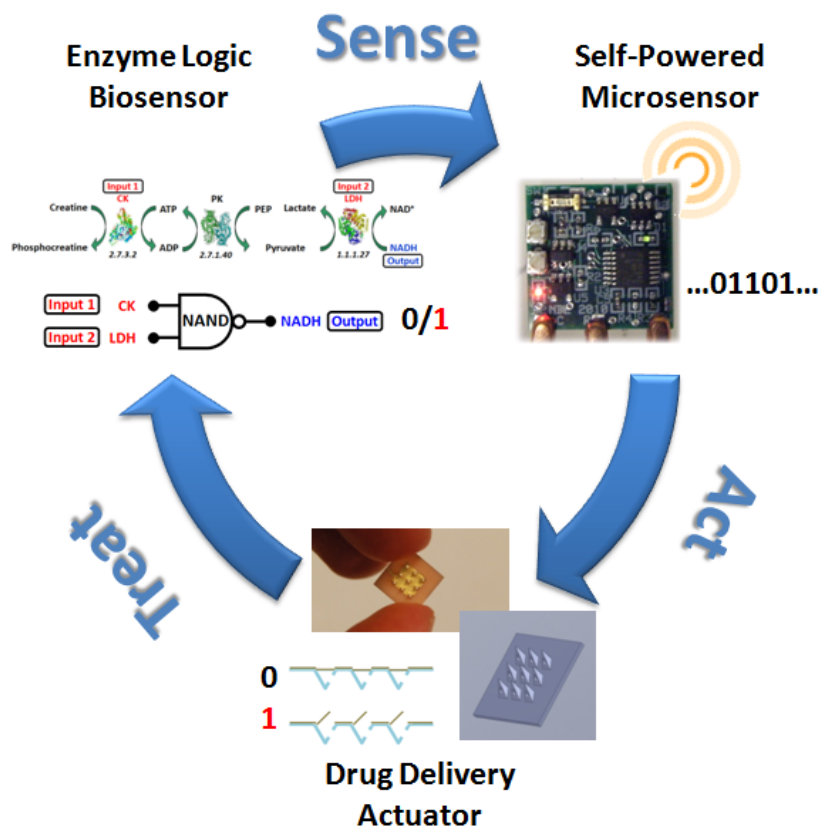 Sense
Enzyme Logic
Biosensor
Self-Powered
Microsensor
Input 1
Input 2
CK
PK
LDH
Creatine
ATP
PEP
Lactate
NAD⁺
Phosphocreatine
ADP
Pyruvate
NADH
2.7.3.2
2.7.1.40
1.1.1.27
Output
Input 1 CK
NAND
NADH Output 0/1
Input 2 LDH
...01101...
2010
Act
Treat
0
1
Drug Delivery
Actuator